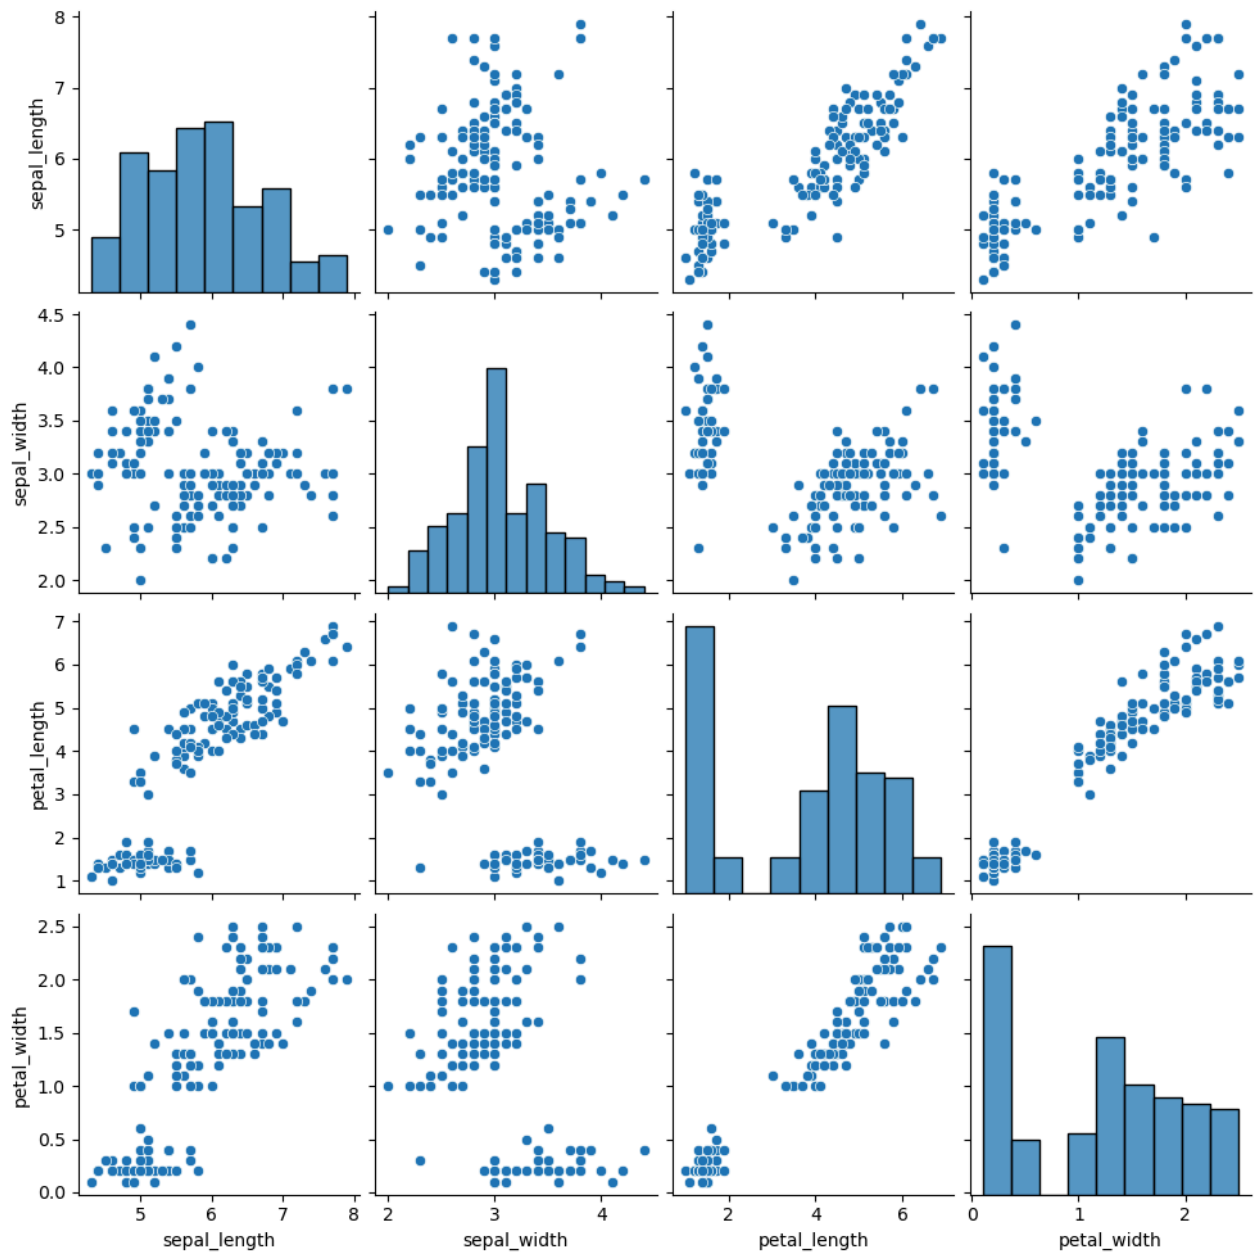 8
7
6
5
sepal_length
4.5
4.0
3.5
3.0
2.5
2.0
sepal_width
7
6
5
4
3
2
1
petal_length
2.5
2.0
1.5
1.0
0.5
0.0
petal_width
5 6 7 8
2 3 4
2 4 6
0 1 2
sepal_length sepal_width petal_length petal_width